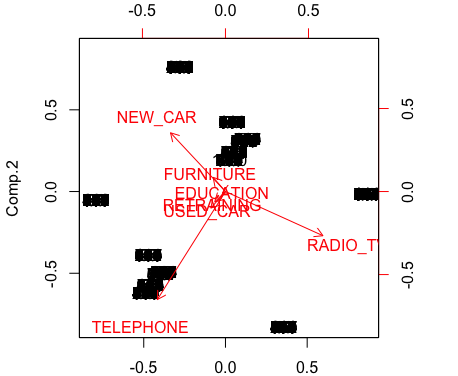 -0.5 0.0 0.5
Comp.2
0.5
0.0
-0.5
0.5
0.0
-0.5
NEW_CAR
FURNITURE
EDUCATION
RETRAINING
USED_CAR
RADIO_TV
TELEPHONE
-0.5 0.0 0.5